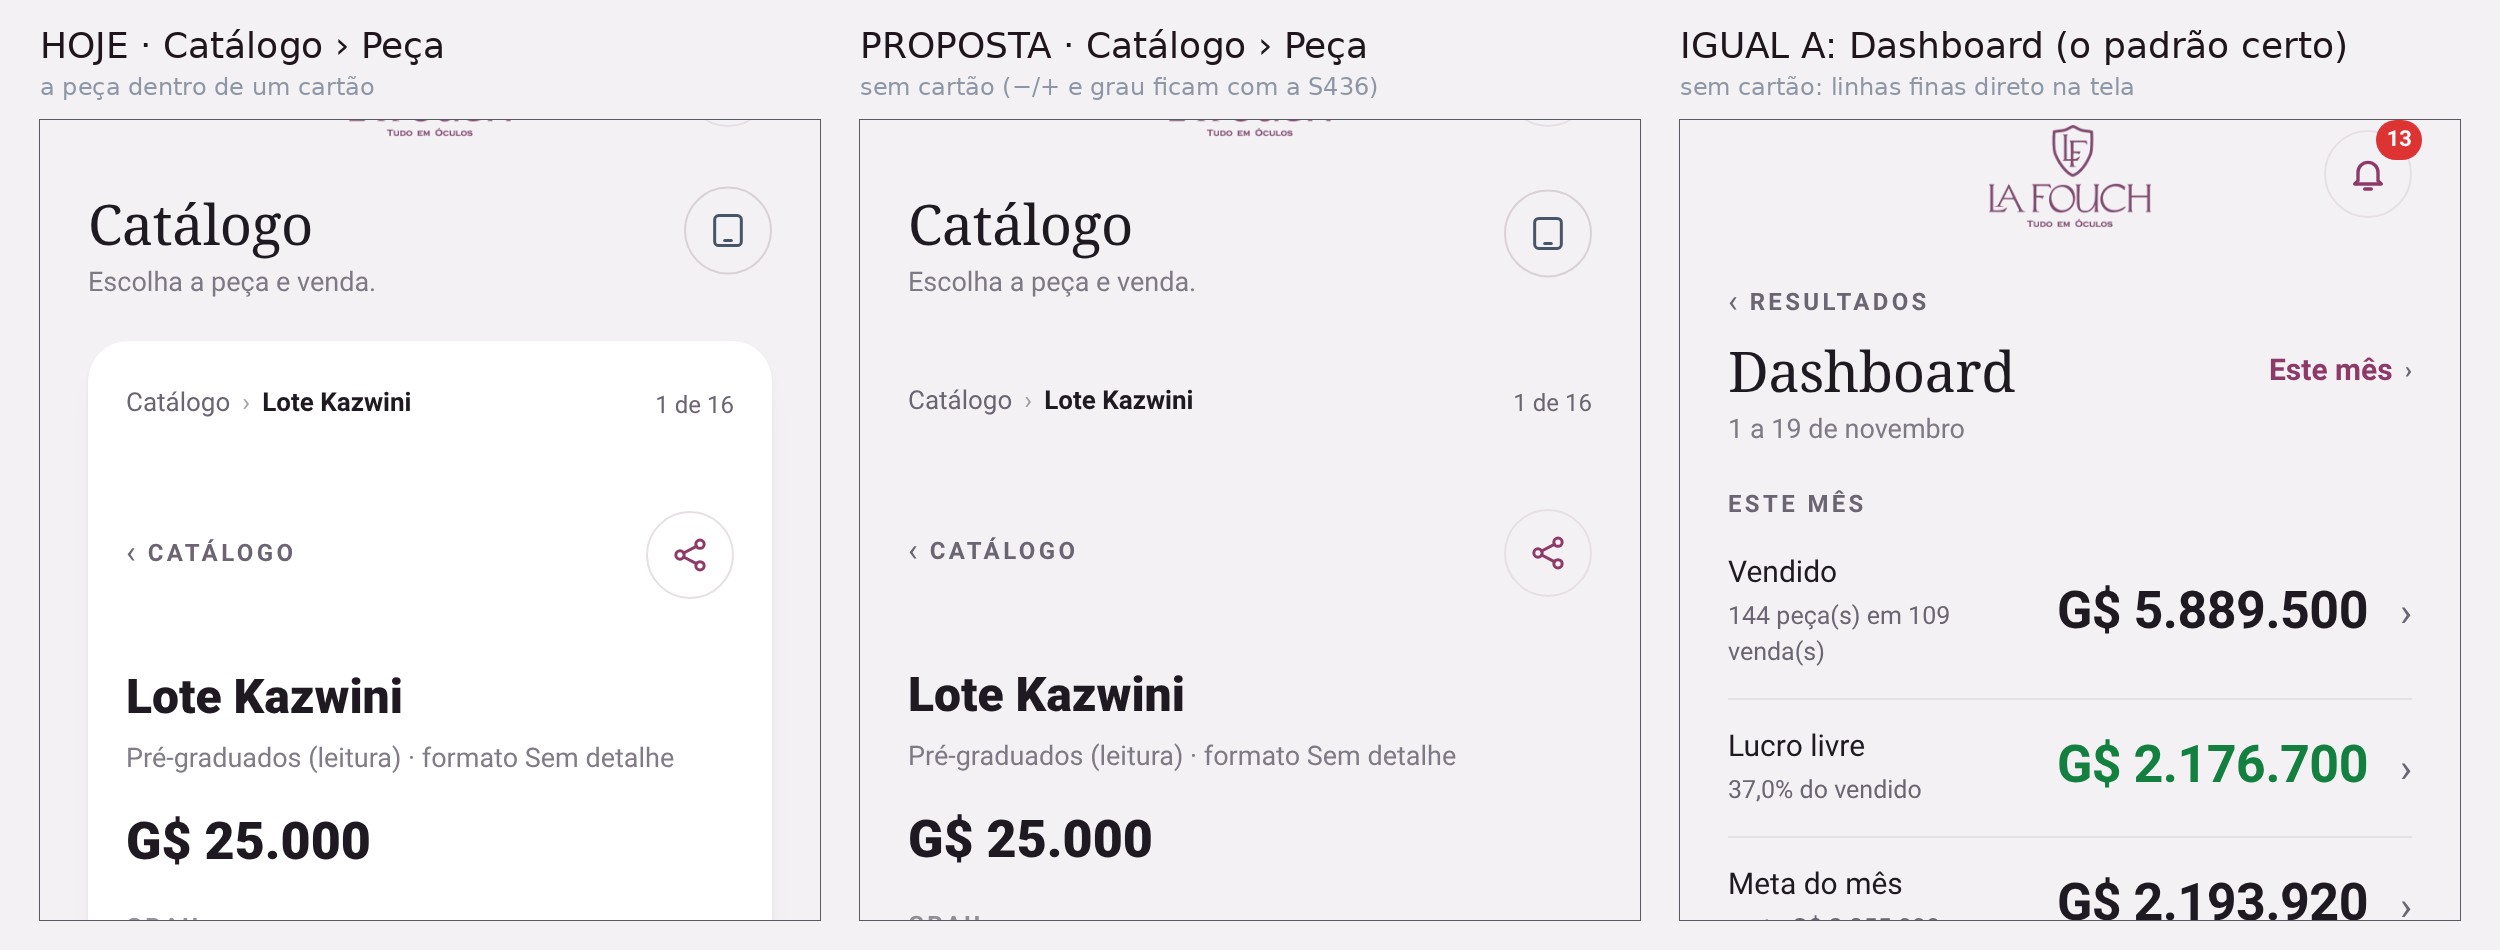 HOJE · Catálogo › Peça
a peça dentro de um cartão
TUDO EM ÓCULOS
Catálogo
Escolha a peça e venda.
Catálogo › Lote Kazwini
1 de 16
‹ CATÁLOGO
Lote Kazwini
Pré-graduados (leitura) · formato Sem detalhe
G$ 25.000
PROPOSTA · Catálogo › Peça
sem cartão (−/+ e grau ficam com a S436)
TUDO EM ÓCULOS
Catálogo
Escolha a peça e venda.
Catálogo › Lote Kazwini
1 de 16
‹ CATÁLOGO
Lote Kazwini
Pré-graduados (leitura) · formato Sem detalhe
G$ 25.000
IGUAL A: Dashboard (o padrão certo)
sem cartão: linhas finas direto na tela
LF
LA FOUCH
TUDO EM ÓCULOS
13
‹ RESULTADOS
Dashboard
Este mês ›
1 a 19 de novembro
ESTE MÊS
Vendido
144 peça(s) em 109
venda(s)
G$ 5.889.500 ›
Lucro livre
37,0% do vendido
G$ 2.176.700 ›
Meta do mês
G$ 2.193.920 ›